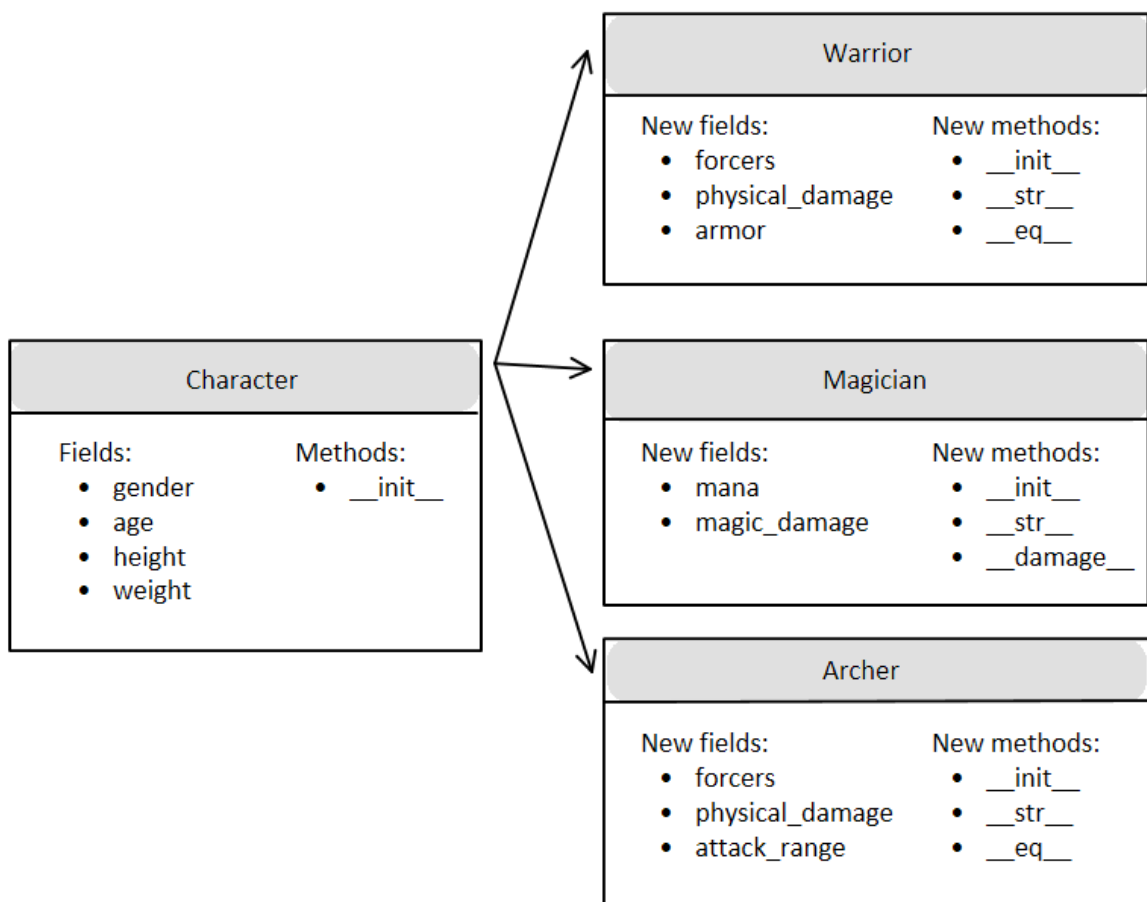 Warrior
New fields:
• forcers
• physical_damage
• armor
New methods:
• __init__
• __str__
• __eq__
Character
Fields:
• gender
• age
• height
• weight
Methods:
• __init__
Magician
New fields:
• mana
• magic_damage
New methods:
• __init__
• __str__
• __damage__
Archer
New fields:
• forcers
• physical_damage
• attack_range
New methods:
• __init__
• __str__
• __eq__